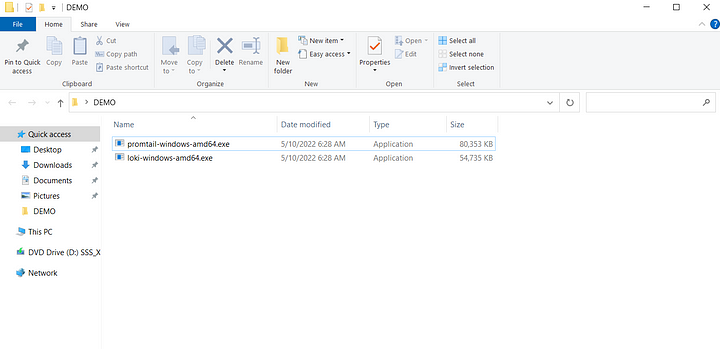 DEMO
File Home Share View
Pin to Quick access
Copy
Paste
Cut
Copy path
Paste shortcut
Clipboard
Move to
Copy to
Delete
Rename
Organize
New folder
New item
Easy access
New
Properties
Open
Edit
Open
Select all
Select none
Invert selection
Select
DEMO
Name Date modified Type Size
promtail-windows-amd64.exe 5/10/2022 6:28 AM Application 80,353 KB
loki-windows-amd64.exe 5/10/2022 6:28 AM Application 54,735 KB
Quick access
Desktop
Downloads
Documents
Pictures
DEMO
This PC
DVD Drive (D:) SSS_X
Network